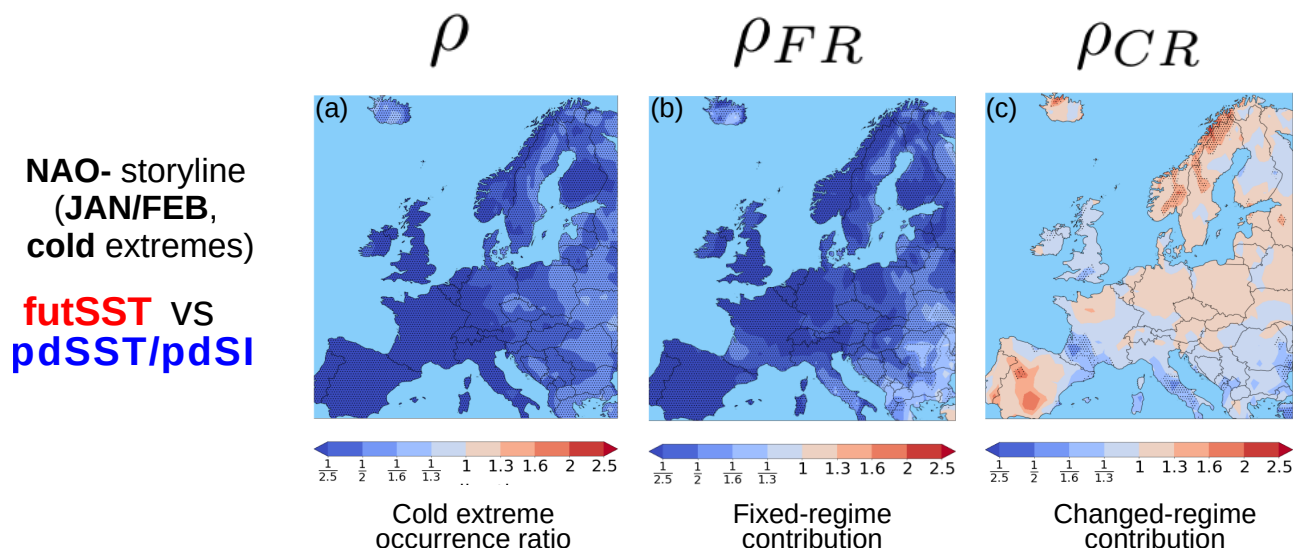 ρ ρ_{FR} ρ_{CR}
(a) (b) (c)
NAO- storyline
(JAN/FEB,
cold extremes)
futSST vs
pdSST/pdSI
1/2.5 1/2 1/1.6 1/1.3 1 1.3 1.6 2 2.5
1/2.5 1/2 1/1.6 1/1.3 1 1.3 1.6 2 2.5
1/2.5 1/2 1/1.6 1/1.3 1 1.3 1.6 2 2.5
Cold extreme
occurrence ratio
Fixed-regime
contribution
Changed-regime
contribution